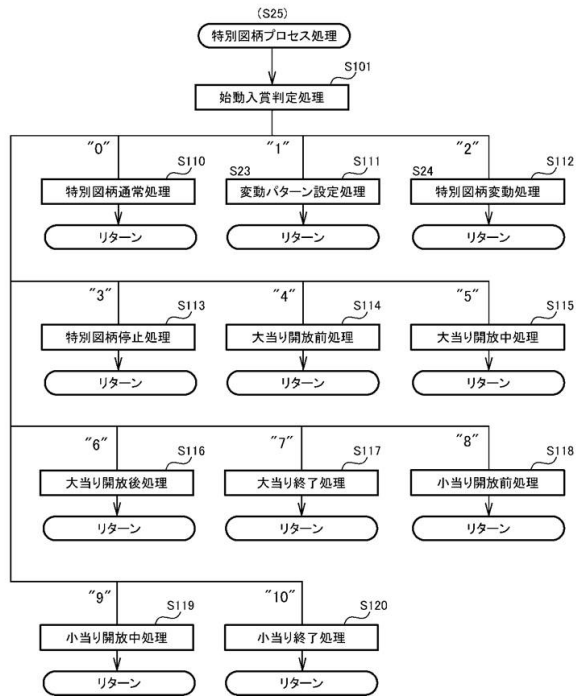 (S25)
特別図柄プロセス処理
S101
始動入賞判定処理
"0"
S110
特別図柄通常処理
リターン
"1"
S23
S111
変動パターン設定処理
リターン
"2"
S24
S112
特別図柄変動処理
リターン
"3"
S113
特別図柄停止処理
リターン
"4"
S114
大当り開放前処理
リターン
"5"
S115
大当り開放中処理
リターン
"6"
S116
大当り開放後処理
リターン
"7"
S117
大当り終了処理
リターン
"8"
S118
小当り開放前処理
リターン
"9"
S119
小当り開放中処理
リターン
"10"
S120
小当り終了処理
リターン